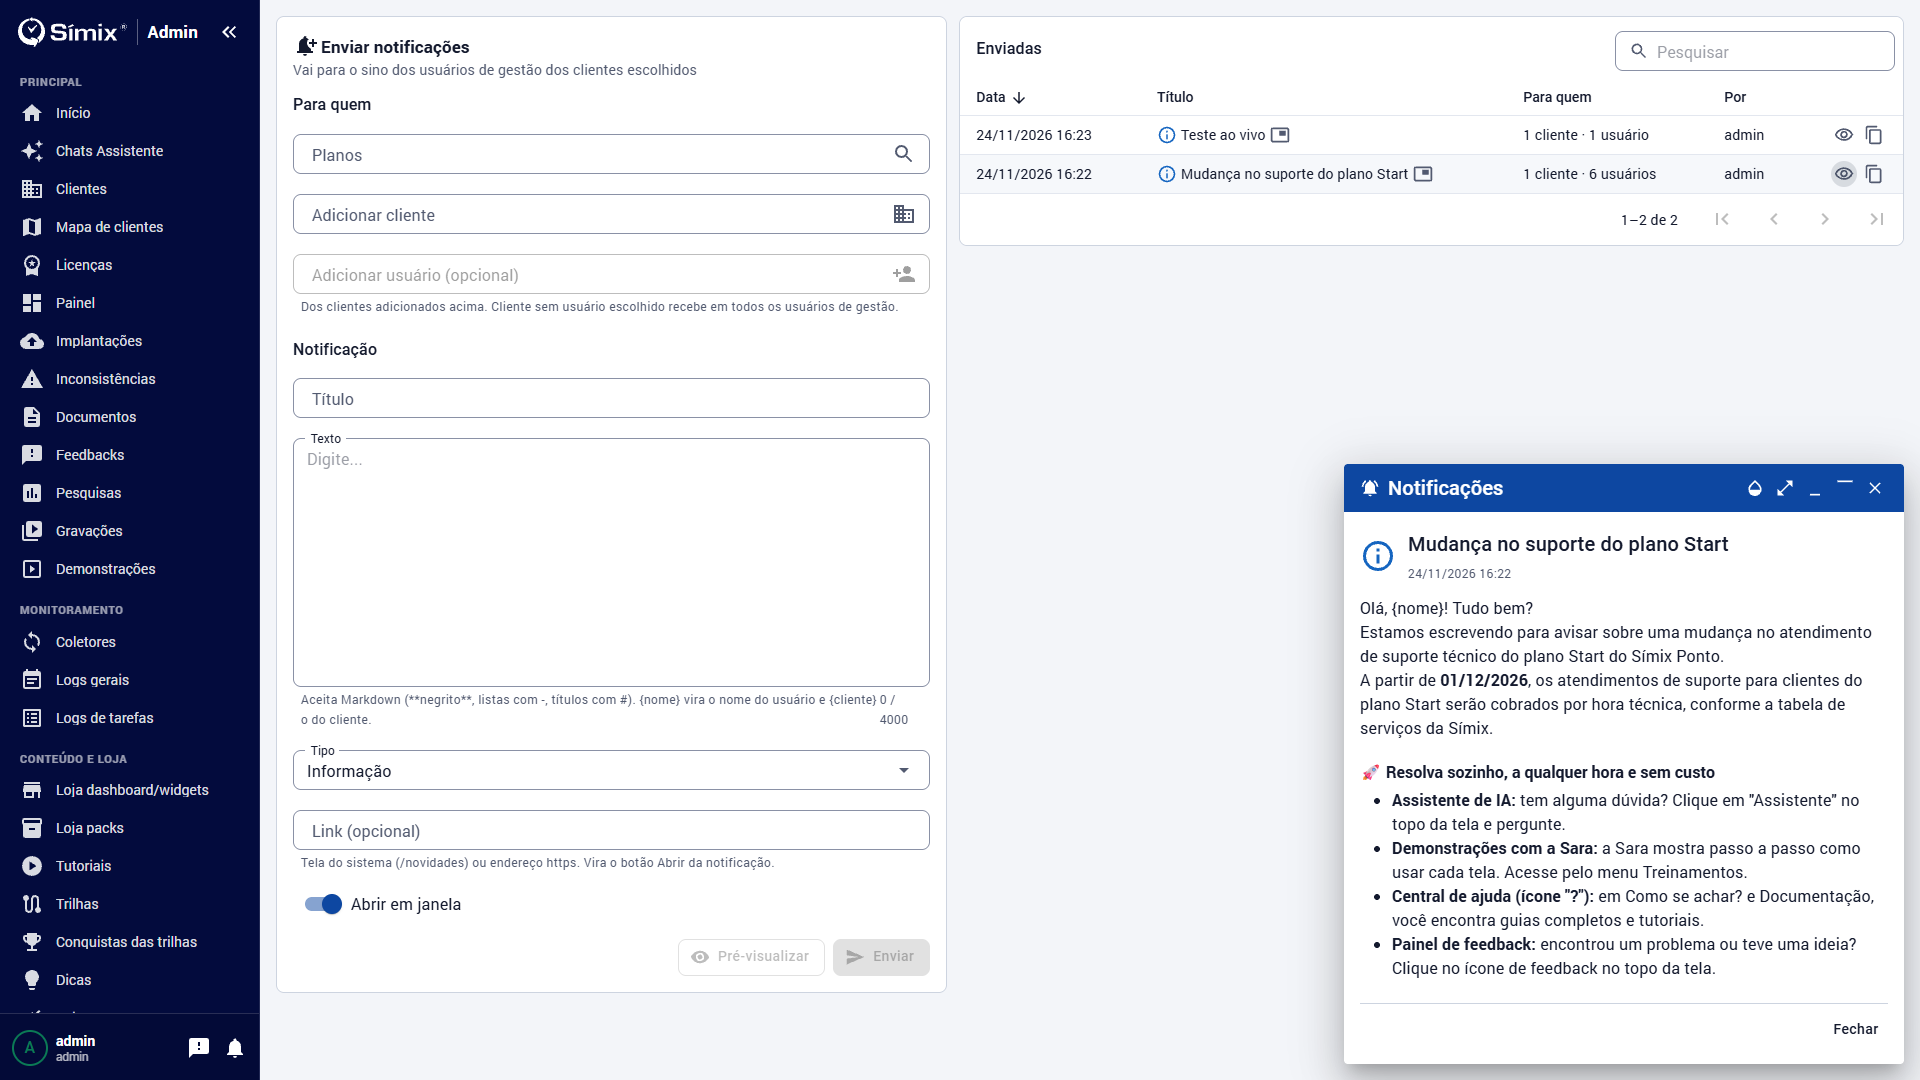 Símix® Admin
PRINCIPAL
Início
Chats Assistente
Clientes
Mapa de clientes
Licenças
Painel
Implantações
Inconsistências
Documentos
Feedbacks
Pesquisas
Gravações
Demonstrações
MONITORAMENTO
Coletores
Logs gerais
Logs de tarefas
CONTEÚDO E LOJA
Loja dashboard/widgets
Loja packs
Tutoriais
Trilhas
Conquistas das trilhas
Dicas
A
admin
admin
Enviar notificações
Vai para o sino dos usuários de gestão dos clientes escolhidos
Para quem
Planos
Adicionar cliente
Adicionar usuário (opcional)
Dos clientes adicionados acima. Cliente sem usuário escolhido recebe em todos os usuários de gestão.
Notificação
Título
Texto
Digite...
Aceita Markdown (**negrito**, listas com -, títulos com #). {nome} vira o nome do usuário e {cliente} 0 /
o do cliente. 4000
Tipo
Informação
Link (opcional)
Tela do sistema (/novidades) ou endereço https. Vira o botão Abrir da notificação.
Abrir em janela
Pré-visualizar Enviar
Enviadas
Pesquisar
Data Título Para quem Por
24/11/2026 16:23 Teste ao vivo 1 cliente · 1 usuário admin
24/11/2026 16:22 Mudança no suporte do plano Start 1 cliente · 6 usuários admin
1–2 de 2
Notificações
Mudança no suporte do plano Start
24/11/2026 16:22
Olá, {nome}! Tudo bem?
Estamos escrevendo para avisar sobre uma mudança no atendimento
de suporte técnico do plano Start do Símix Ponto.
A partir de 01/12/2026, os atendimentos de suporte para clientes do
plano Start serão cobrados por hora técnica, conforme a tabela de
serviços da Símix.
🚀 Resolva sozinho, a qualquer hora e sem custo
• Assistente de IA: tem alguma dúvida? Clique em "Assistente" no
topo da tela e pergunte.
• Demonstrações com a Sara: a Sara mostra passo a passo como
usar cada tela. Acesse pelo menu Treinamentos.
• Central de ajuda (ícone "?"): em Como se achar? e Documentação,
você encontra guias completos e tutoriais.
• Painel de feedback: encontrou um problema ou teve uma ideia?
Clique no ícone de feedback no topo da tela.
Fechar